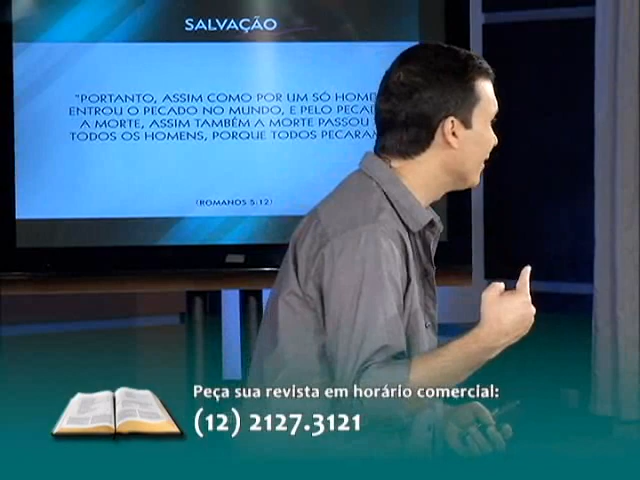 SALVAÇÃO
"PORTANTO, ASSIM COMO POR UM SÓ
ENTROU O PECADO NO MUNDO, E PELO
A MORTE, ASSIM TAMBÉM A MORTE PASSOU
TODOS OS HOMENS, PORQUE TODOS PECARAM
(ROMANOS 5:12)
Peça sua revista em horário comercial:
(12) 2127.3121